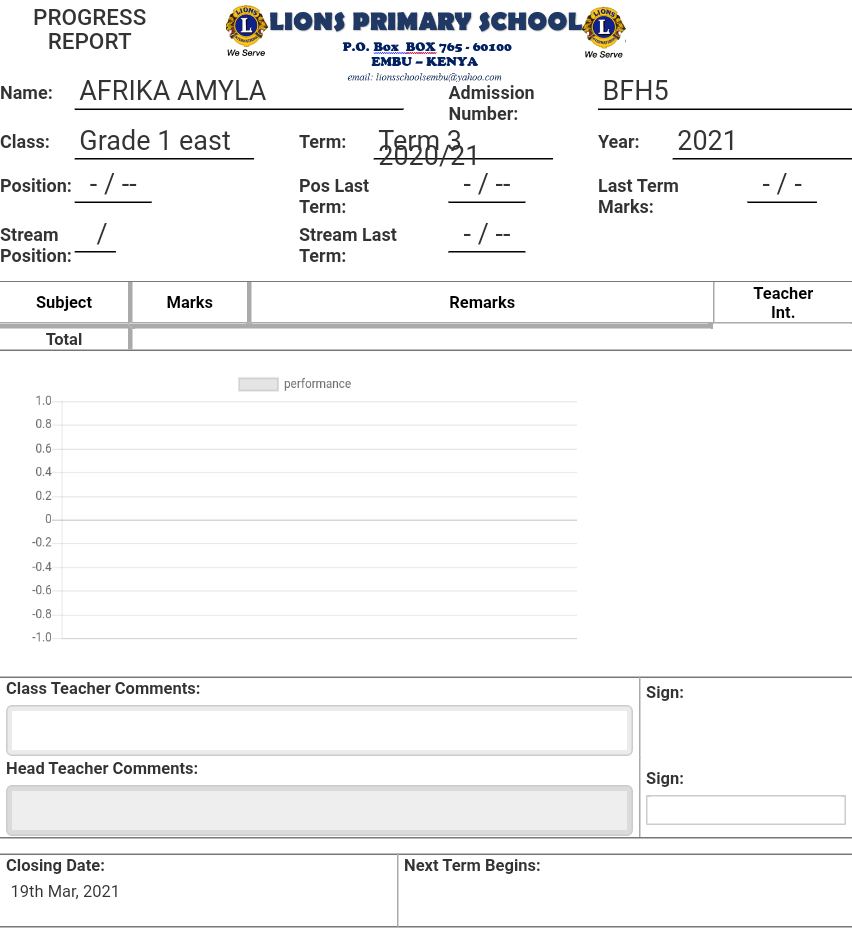 PROGRESS
REPORT
LIONS PRIMARY SCHOOL
LIONS
L
INTERNATIONAL
We Serve
LIONS
L
INTERNATIONAL
We Serve
P.O. Box BOX 765 - 60100
EMBU – KENYA
email: lionsschoolsembu@yahoo.com
Name: AFRIKA AMYLA Admission Number: BFH5
Class: Grade 1 east Term: Term 3 2020/21 Year: 2021
Position: - / -- Pos Last Term: - / -- Last Term Marks: - / -
Stream Position: / Stream Last Term: - / --
Subject Marks Remarks Teacher Int.
Total
performance
1.0
0.8
0.6
0.4
0.2
0
-0.2
-0.4
-0.6
-0.8
-1.0
Class Teacher Comments: Sign:
Head Teacher Comments: Sign:
Closing Date: Next Term Begins:
19th Mar, 2021